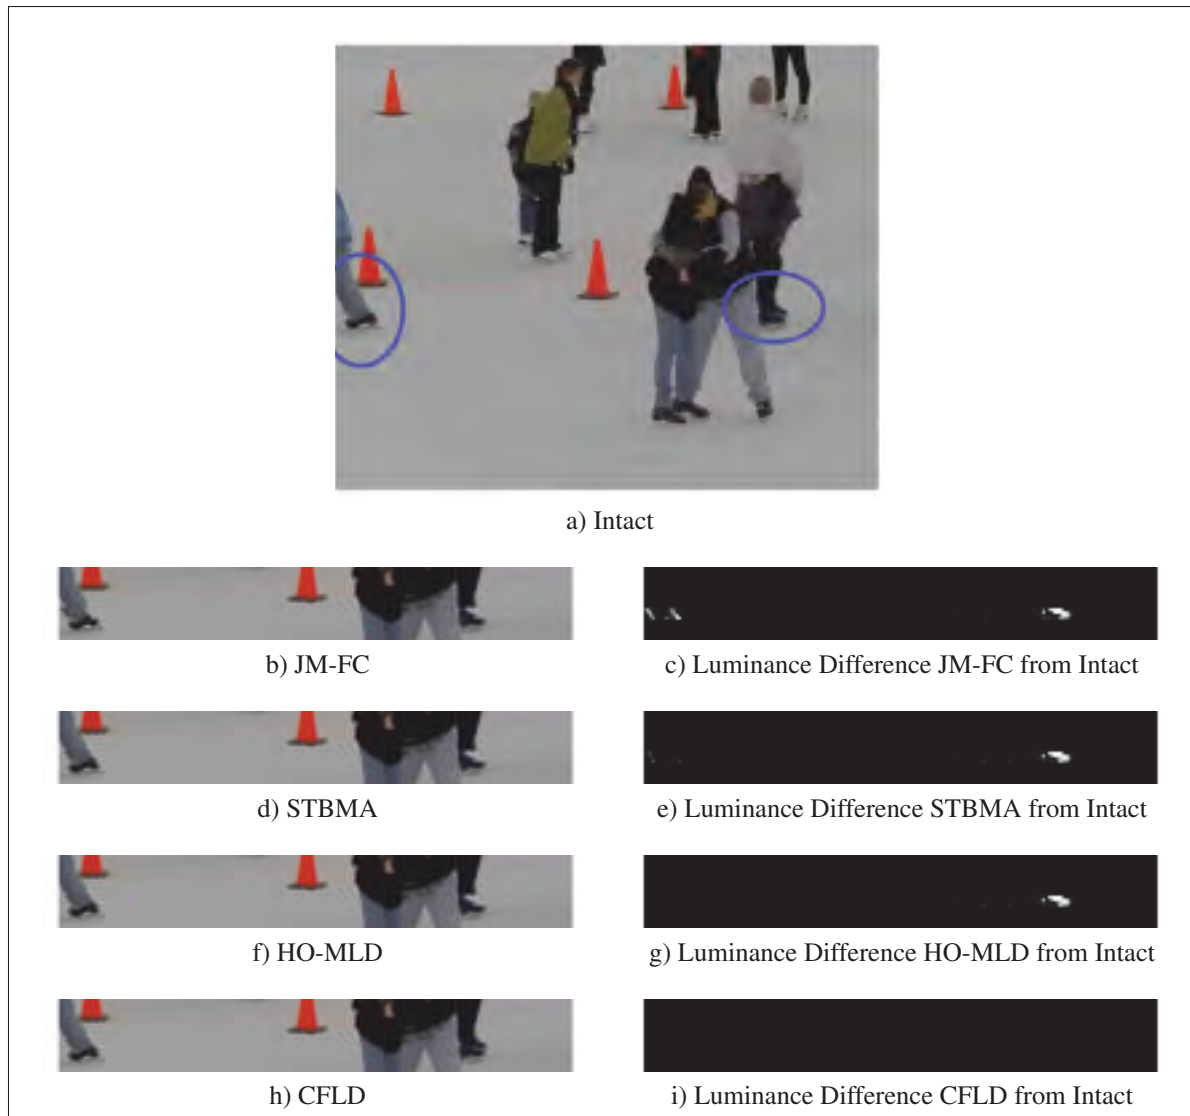 a) Intact
b) JM-FC
c) Luminance Difference JM-FC from Intact
d) STBMA
e) Luminance Difference STBMA from Intact
f) HO-MLD
g) Luminance Difference HO-MLD from Intact
h) CFLD
i) Luminance Difference CFLD from Intact